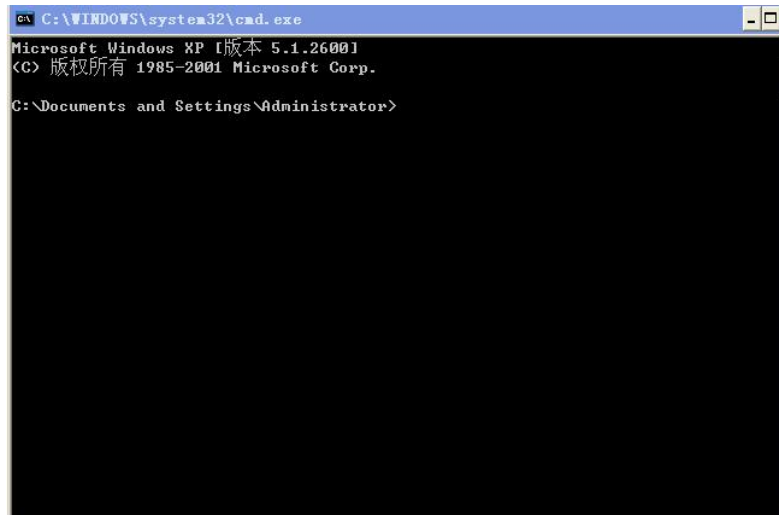 C:\WINDOWS\system32\cmd.exe
Microsoft Windows XP [版本 5.1.2600]
(C) 版权所有 1985-2001 Microsoft Corp.
C:\Documents and Settings\Administrator>